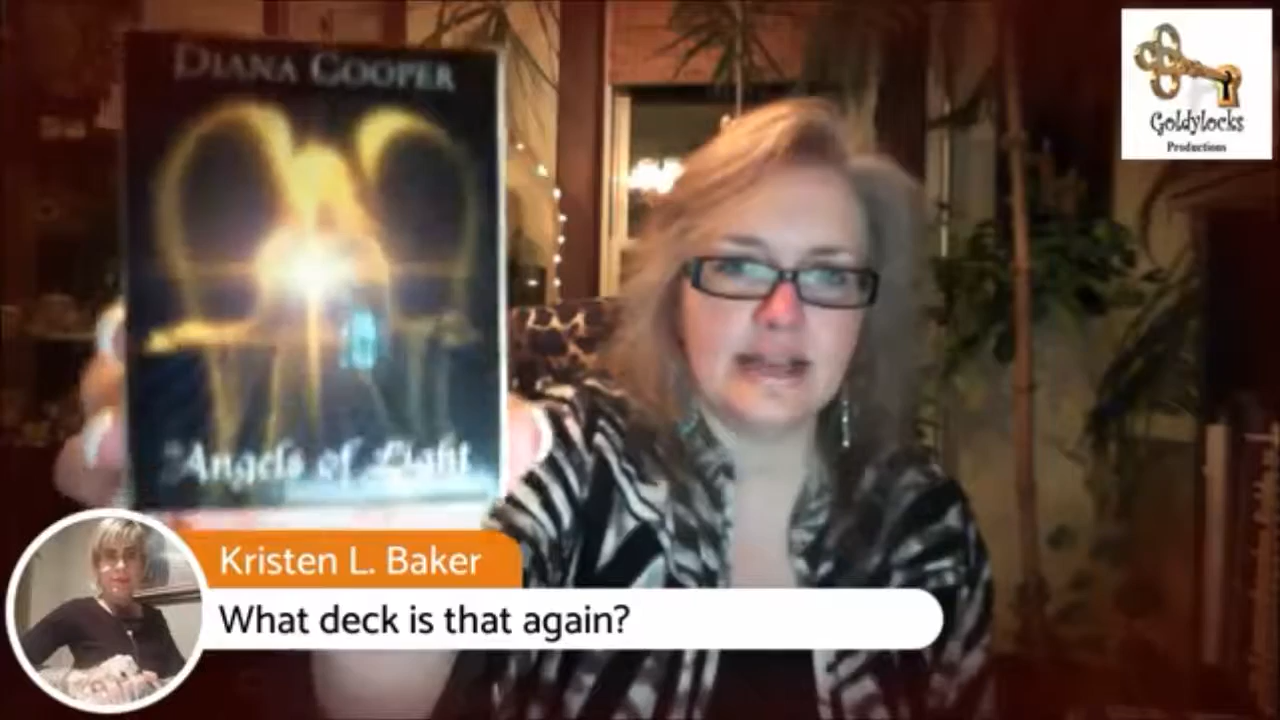 DIANA COOPER
Angels of Light
Goldylocks
Productions
Kristen L. Baker
What deck is that again?